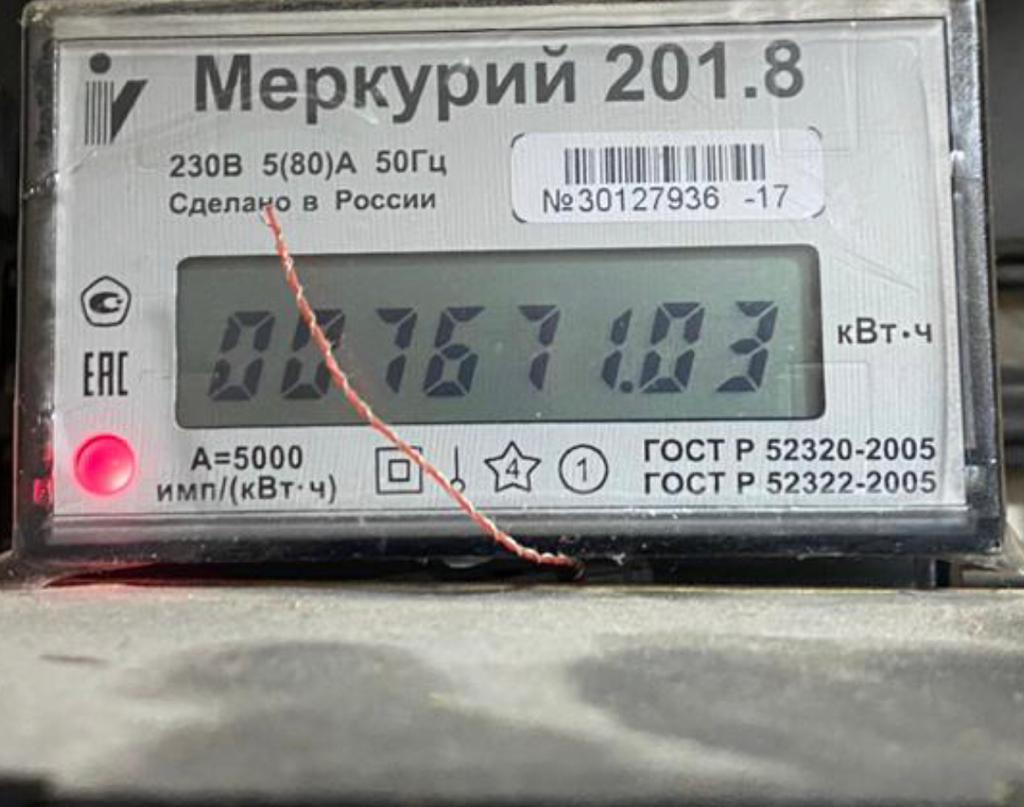 Меркурий 201.8
230В 5(80)А 50Гц
Сделано в России
№30127936 -17
007671.03
кВт·ч
ЕАС
А=5000
имп/(кВт·ч)
4
1
ГОСТ Р 52320-2005
ГОСТ Р 52322-2005